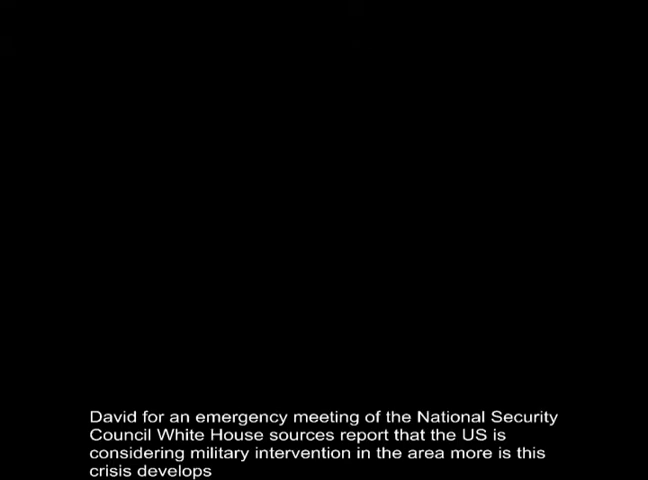 David for an emergency meeting of the National Security
Council White House sources report that the US is
considering military intervention in the area more is this
crisis develops